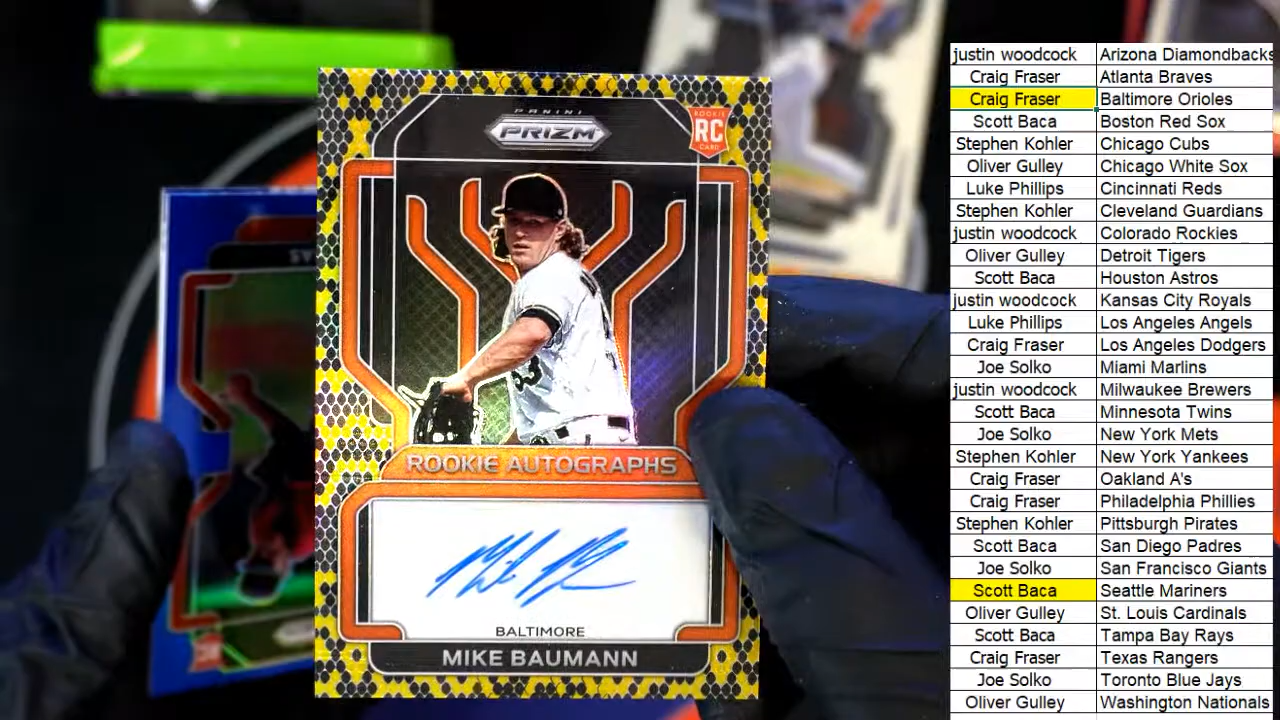 PANINI
PRIZM
ROOKIE
RC
CARD
ROOKIE AUTOGRAPHS
BALTIMORE
MIKE BAUMANN
justin woodcock Arizona Diamondbacks
Craig Fraser Atlanta Braves
Craig Fraser Baltimore Orioles
Scott Baca Boston Red Sox
Stephen Kohler Chicago Cubs
Oliver Gulley Chicago White Sox
Luke Phillips Cincinnati Reds
Stephen Kohler Cleveland Guardians
justin woodcock Colorado Rockies
Oliver Gulley Detroit Tigers
Scott Baca Houston Astros
justin woodcock Kansas City Royals
Luke Phillips Los Angeles Angels
Craig Fraser Los Angeles Dodgers
Joe Solko Miami Marlins
justin woodcock Milwaukee Brewers
Scott Baca Minnesota Twins
Joe Solko New York Mets
Stephen Kohler New York Yankees
Craig Fraser Oakland A's
Craig Fraser Philadelphia Phillies
Stephen Kohler Pittsburgh Pirates
Scott Baca San Diego Padres
Joe Solko San Francisco Giants
Scott Baca Seattle Mariners
Oliver Gulley St. Louis Cardinals
Scott Baca Tampa Bay Rays
Craig Fraser Texas Rangers
Joe Solko Toronto Blue Jays
Oliver Gulley Washington Nationals